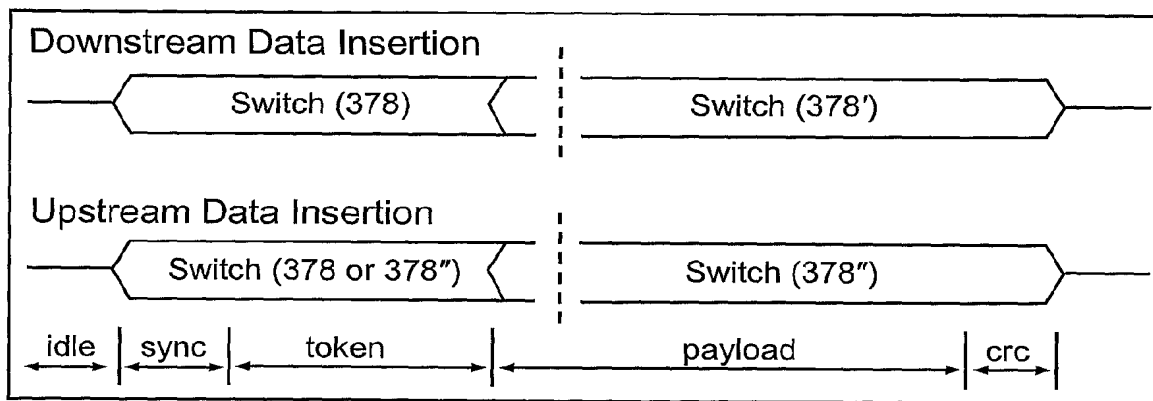 Downstream Data Insertion
Switch (378) Switch (378′)
Upstream Data Insertion
Switch (378 or 378″) Switch (378″)
idle sync token payload crc